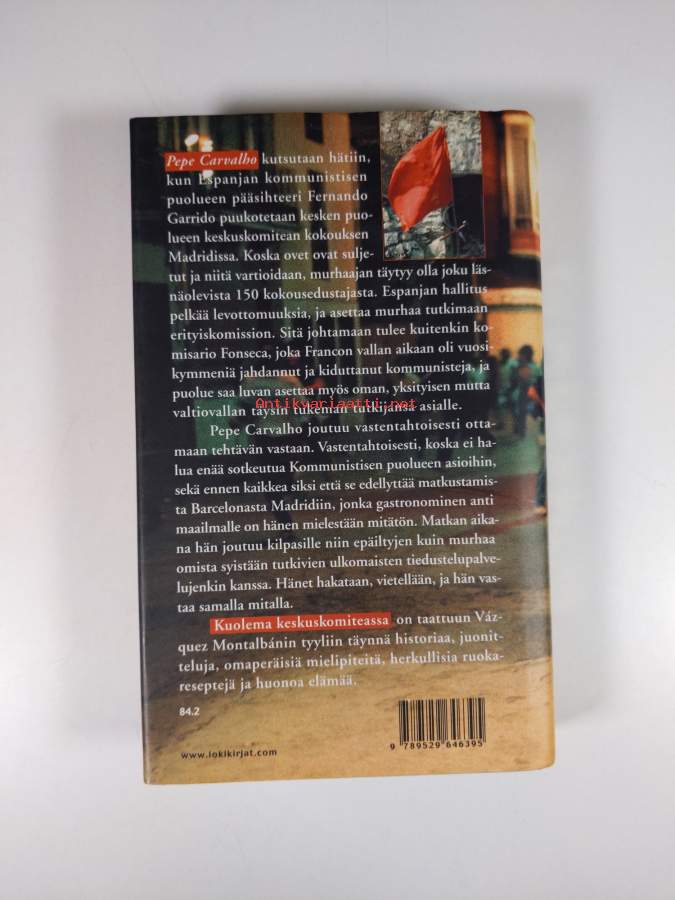 Pepe Carvalho kutsutaan hätiin,
kun Espanjan kommunistisen
puolueen pääsihteeri Fernando
Garrido puukotetaan kesken puo-
lueen keskuskomitean kokouksen
Madridissa. Koska ovet ovat sulje-
tut ja niitä vartioidaan, murhaajan täytyy olla joku läs-
näolevista 150 kokousedustajasta. Espanjan hallitus
pelkää levottomuuksia, ja asettaa murhaa tutkimaan
erityiskomission. Sitä johtamaan tulee kuitenkin ko-
misario Fonseca, joka Francon vallan aikaan oli vuosi-
kymmeniä jahdannut ja kiduttanut kommunisteja, ja
puolue saa luvan asettaa myös oman, yksityisen mutta
Antikvariaatti.net
valtiovallan täysin tukeman tutkijansa asialle.
Pepe Carvalho joutuu vastentahtoisesti otta-
maan tehtävän vastaan. Vastentahtoisesti, koska ei ha-
lua enää sotkeutua Kommunistisen puolueen asioihin,
sekä ennen kaikkea siksi että se edellyttää matkustamis-
ta Barcelonasta Madridiin, jonka gastronominen anti
maailmalle on hänen mielestään mitätön. Matkan aika-
na hän joutuu kilpasille niin epäiltyjen kuin murhaa
omista syistään tutkivien ulkomaisten tiedustelupalve-
lujenkin kanssa. Hänet hakataan, vietellään, ja hän vas-
taa samalla mitalla.
Kuolema keskuskomiteassa on taattuun Váz-
quez Montalbánin tyyliin täynnä historiaa, juonit-
teluja, omaperäisiä mielipiteitä, herkullisia ruoka-
reseptejä ja huonoa elämää.
84.2
www.lokikirjat.com
9 789529 646395